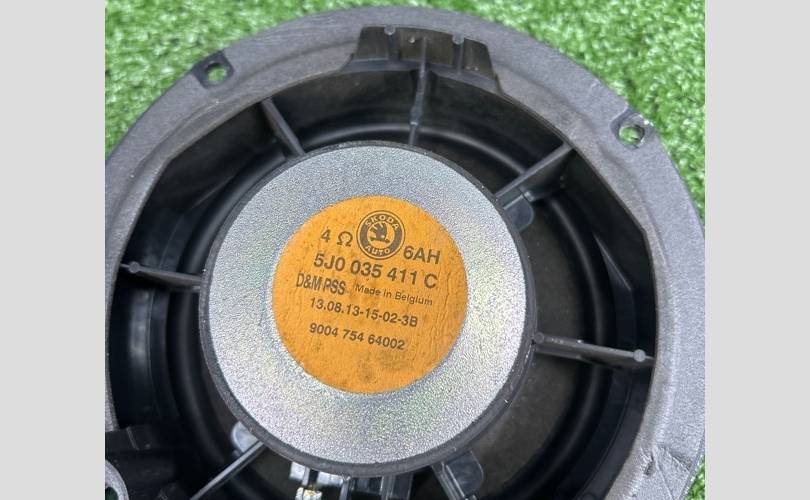 ŠKODA
AUTO
4 Ω 6AH
5J0 035 411 C
D&M PSS Made in Belgium
13.08.13-15-02-3B
9004 754 64002